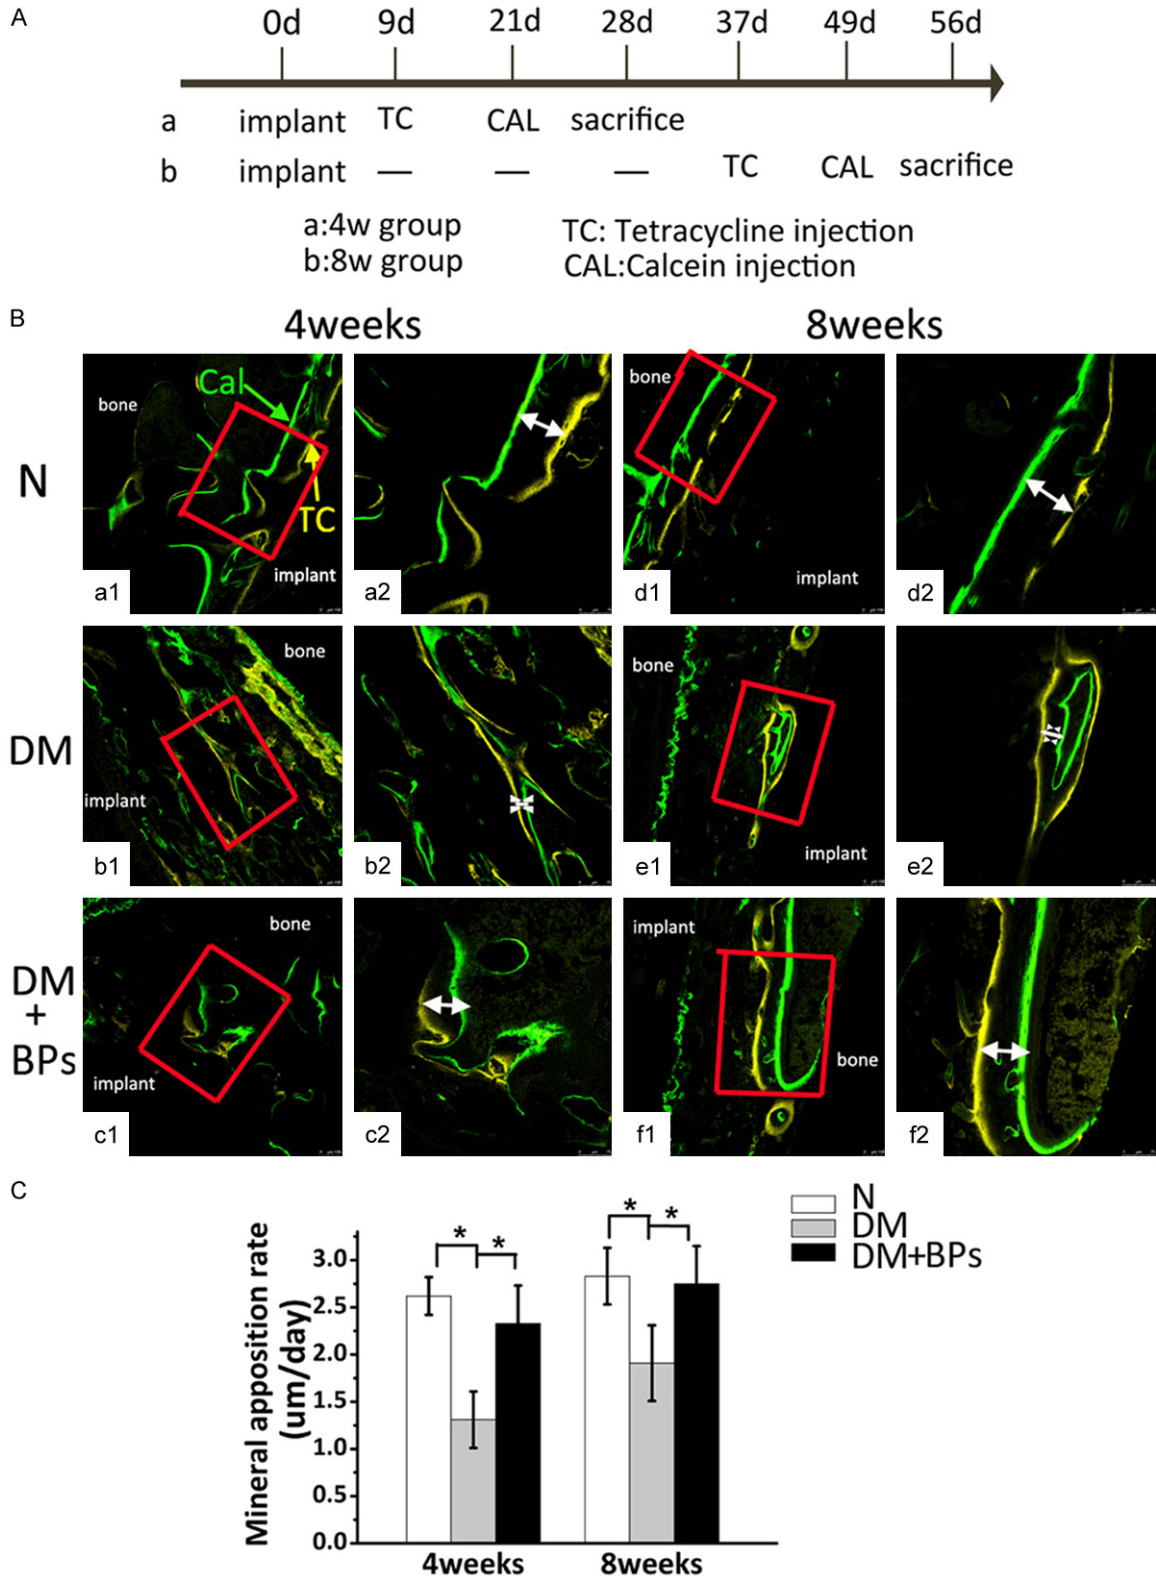 A
0d 9d 21d 28d 37d 49d 56d
a implant TC CAL sacrifice
b implant — — — TC CAL sacrifice
a:4w group
b:8w group
TC: Tetracycline injection
CAL:Calcein injection
B
4weeks 8weeks
N
bone
Cal
TC
implant
a1
a2
bone
implant
d1
d2
DM
bone
implant
b1
b2
bone
implant
e1
e2
DM
+
BPs
bone
implant
c1
c2
implant
bone
f1
f2
C
N
DM
DM+BPs
* * * *
Mineral apposition rate
(um/day)
3.0
2.5
2.0
1.5
1.0
0.5
0.0
4weeks 8weeks